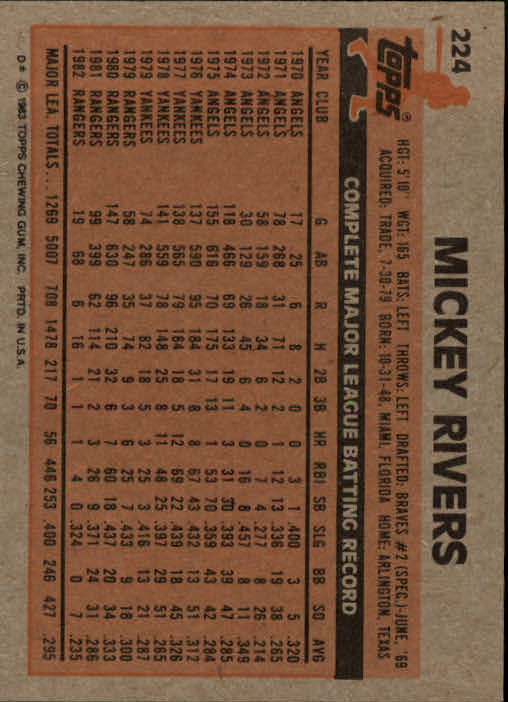 224
MICKEY RIVERS
topps®
HGT: 5'10" WGT: 165 BATS: LEFT THROWS: LEFT DRAFTED: BRAVES #2 (SPEC.)-JUNE '69
ACQUIRED: TRADE, 7-30-79 BORN: 10-31-48, MIAMI, FLORIDA HOME: ARLINGTON, TEXAS
COMPLETE MAJOR LEAGUE BATTING RECORD
YEAR CLUB G AB R H 2B 3B HR RBI SB SLG BB SO AVG
1970 ANGELS 17 25 6 8 2 0 0 3 1 .400 3 5 .320
1971 ANGELS 78 268 31 71 12 2 1 12 13 .336 19 38 .265
1972 ANGELS 58 159 18 34 6 2 0 7 4 .277 8 26 .214
1973 ANGELS 30 129 26 45 6 4 0 16 8 .457 8 11 .349
1974 ANGELS 118 466 69 133 19 11 3 31 30 .393 39 47 .285
1975 ANGELS 155 616 70 175 17 13 1 53 70 .359 43 42 .284
1976 YANKEES 137 590 95 184 31 8 8 67 43 .432 13 51 .312
1977 YANKEES 138 565 79 184 18 5 12 69 22 .439 18 45 .326
1978 YANKEES 141 559 78 148 25 8 11 48 25 .397 29 51 .265
1979 YANKEES 74 286 37 82 18 5 3 25 3 .416 13 21 .287
1979 RANGERS 58 247 35 74 9 3 6 25 7 .433 9 18 .300
1980 RANGERS 147 630 96 210 32 6 7 60 18 .437 20 34 .333
1981 RANGERS 99 399 62 114 21 2 3 26 9 .371 24 31 .286
1982 RANGERS 19 68 6 16 1 1 1 4 0 .324 0 7 .235
MAJOR LEA. TOTALS... 1269 5007 708 1478 217 70 56 446 253 .400 246 427 .295
D* © 1983 TOPPS CHEWING GUM, INC. PRTD. IN U.S.A.